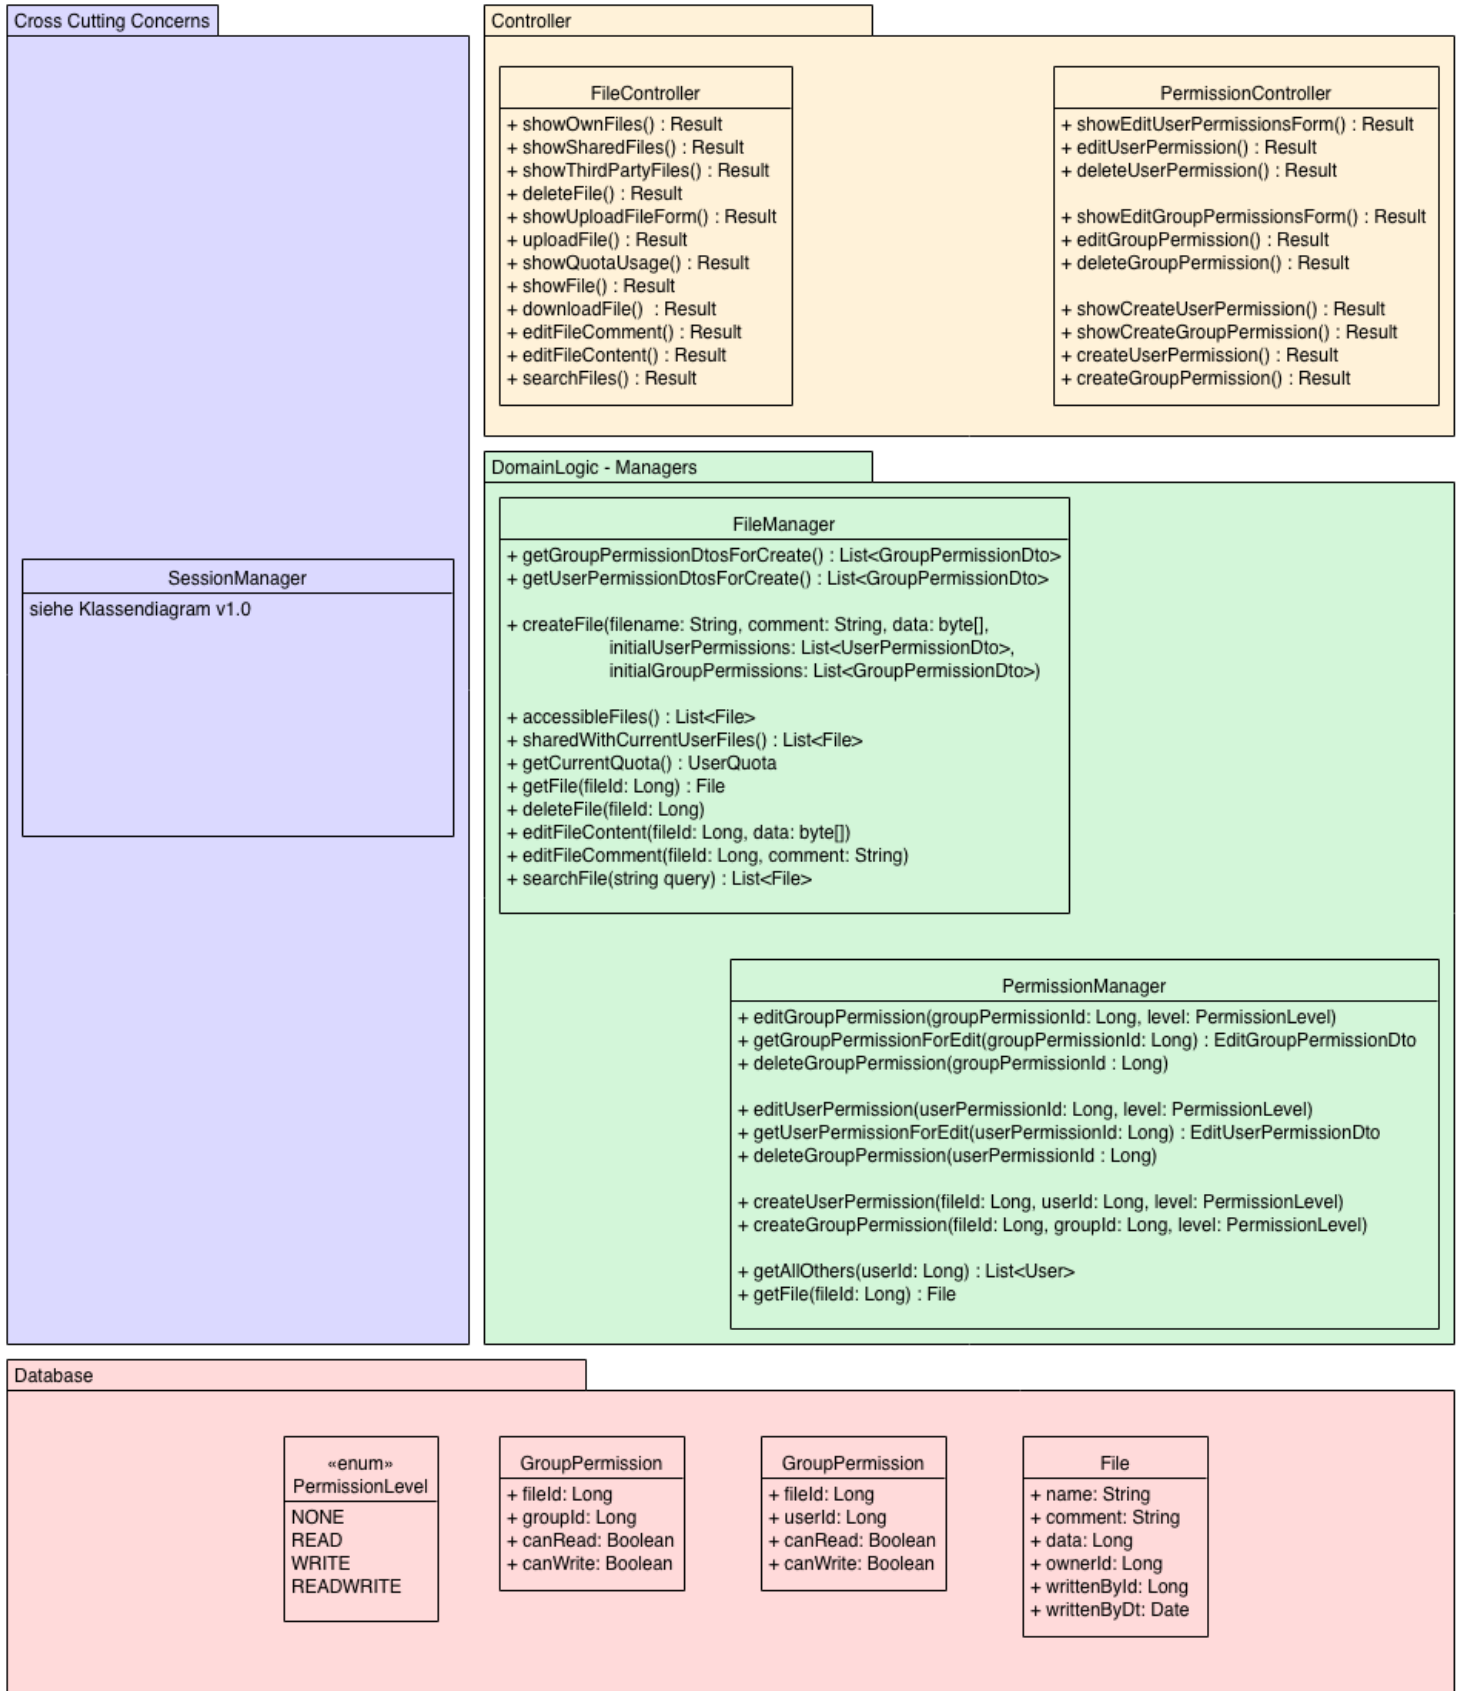 Cross Cutting Concerns
SessionManager
siehe Klassendiagram v1.0
Controller
FileController
+ showOwnFiles() : Result
+ showSharedFiles() : Result
+ showThirdPartyFiles() : Result
+ deleteFile() : Result
+ showUploadFileForm() : Result
+ uploadFile() : Result
+ showQuotaUsage() : Result
+ showFile() : Result
+ downloadFile()  : Result
+ editFileComment() : Result
+ editFileContent() : Result
+ searchFiles() : Result
PermissionController
+ showEditUserPermissionsForm() : Result
+ editUserPermission() : Result
+ deleteUserPermission() : Result
+ showEditGroupPermissionsForm() : Result
+ editGroupPermission() : Result
+ deleteGroupPermission() : Result
+ showCreateUserPermission() : Result
+ showCreateGroupPermission() : Result
+ createUserPermission() : Result
+ createGroupPermission() : Result
DomainLogic - Managers
FileManager
+ getGroupPermissionDtosForCreate() : List<GroupPermissionDto>
+ getUserPermissionDtosForCreate() : List<GroupPermissionDto>
+ createFile(filename: String, comment: String, data: byte[],
initialUserPermissions: List<UserPermissionDto>,
initialGroupPermissions: List<GroupPermissionDto>)
+ accessibleFiles() : List<File>
+ sharedWithCurrentUserFiles() : List<File>
+ getCurrentQuota() : UserQuota
+ getFile(fileId: Long) : File
+ deleteFile(fileId: Long)
+ editFileContent(fileId: Long, data: byte[])
+ editFileComment(fileId: Long, comment: String)
+ searchFile(string query) : List<File>
PermissionManager
+ editGroupPermission(groupPermissionId: Long, level: PermissionLevel)
+ getGroupPermissionForEdit(groupPermissionId: Long) : EditGroupPermissionDto
+ deleteGroupPermission(groupPermissionId : Long)
+ editUserPermission(userPermissionId: Long, level: PermissionLevel)
+ getUserPermissionForEdit(userPermissionId: Long) : EditUserPermissionDto
+ deleteGroupPermission(userPermissionId : Long)
+ createUserPermission(fileId: Long, userId: Long, level: PermissionLevel)
+ createGroupPermission(fileId: Long, groupId: Long, level: PermissionLevel)
+ getAllOthers(userId: Long) : List<User>
+ getFile(fileId: Long) : File
Database
«enum»
PermissionLevel
NONE
READ
WRITE
READWRITE
GroupPermission
+ fileId: Long
+ groupId: Long
+ canRead: Boolean
+ canWrite: Boolean
GroupPermission
+ fileId: Long
+ userId: Long
+ canRead: Boolean
+ canWrite: Boolean
File
+ name: String
+ comment: String
+ data: Long
+ ownerId: Long
+ writtenById: Long
+ writtenByDt: Date